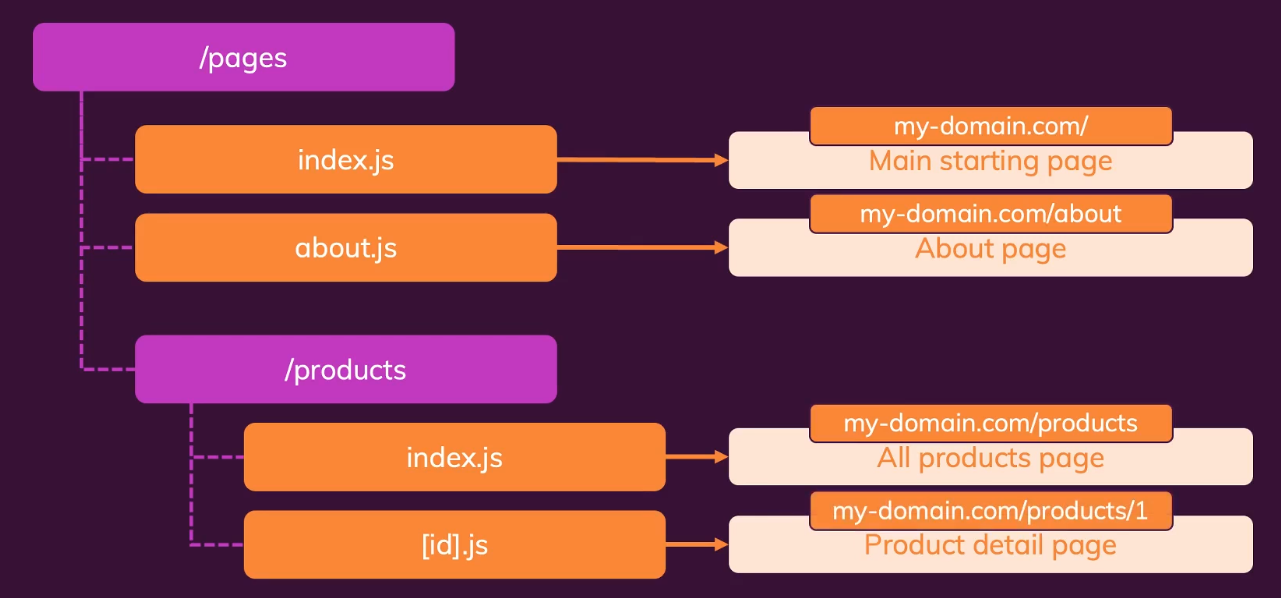 /pages
index.js
my-domain.com/
Main starting page
about.js
my-domain.com/about
About page
/products
index.js
my-domain.com/products
All products page
[id].js
my-domain.com/products/1
Product detail page